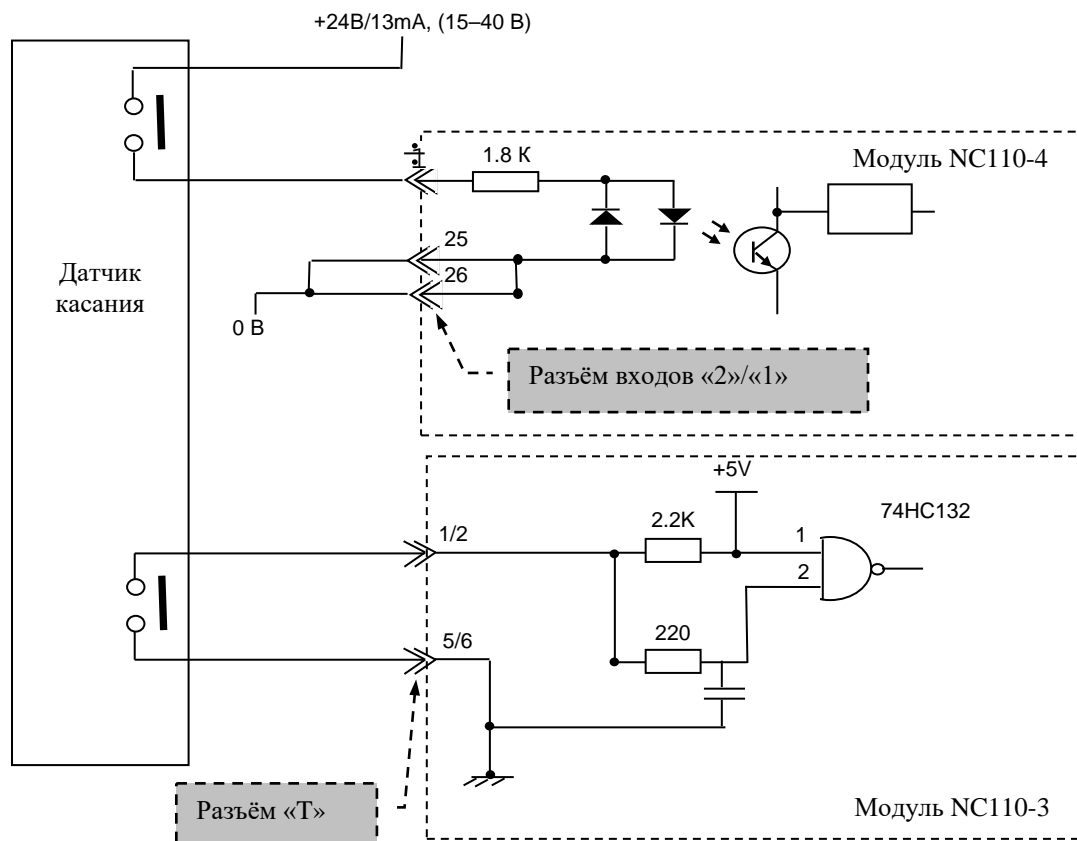 +24В/13mA, (15–40 В)
Модуль NC110-4
1.8 К
25
26
Датчик
касания
0 В
Разъём входов «2»/«1»
+5V
74HC132
2.2K
1
1/2
2
220
5/6
Разъём «Т»
Модуль NC110-3